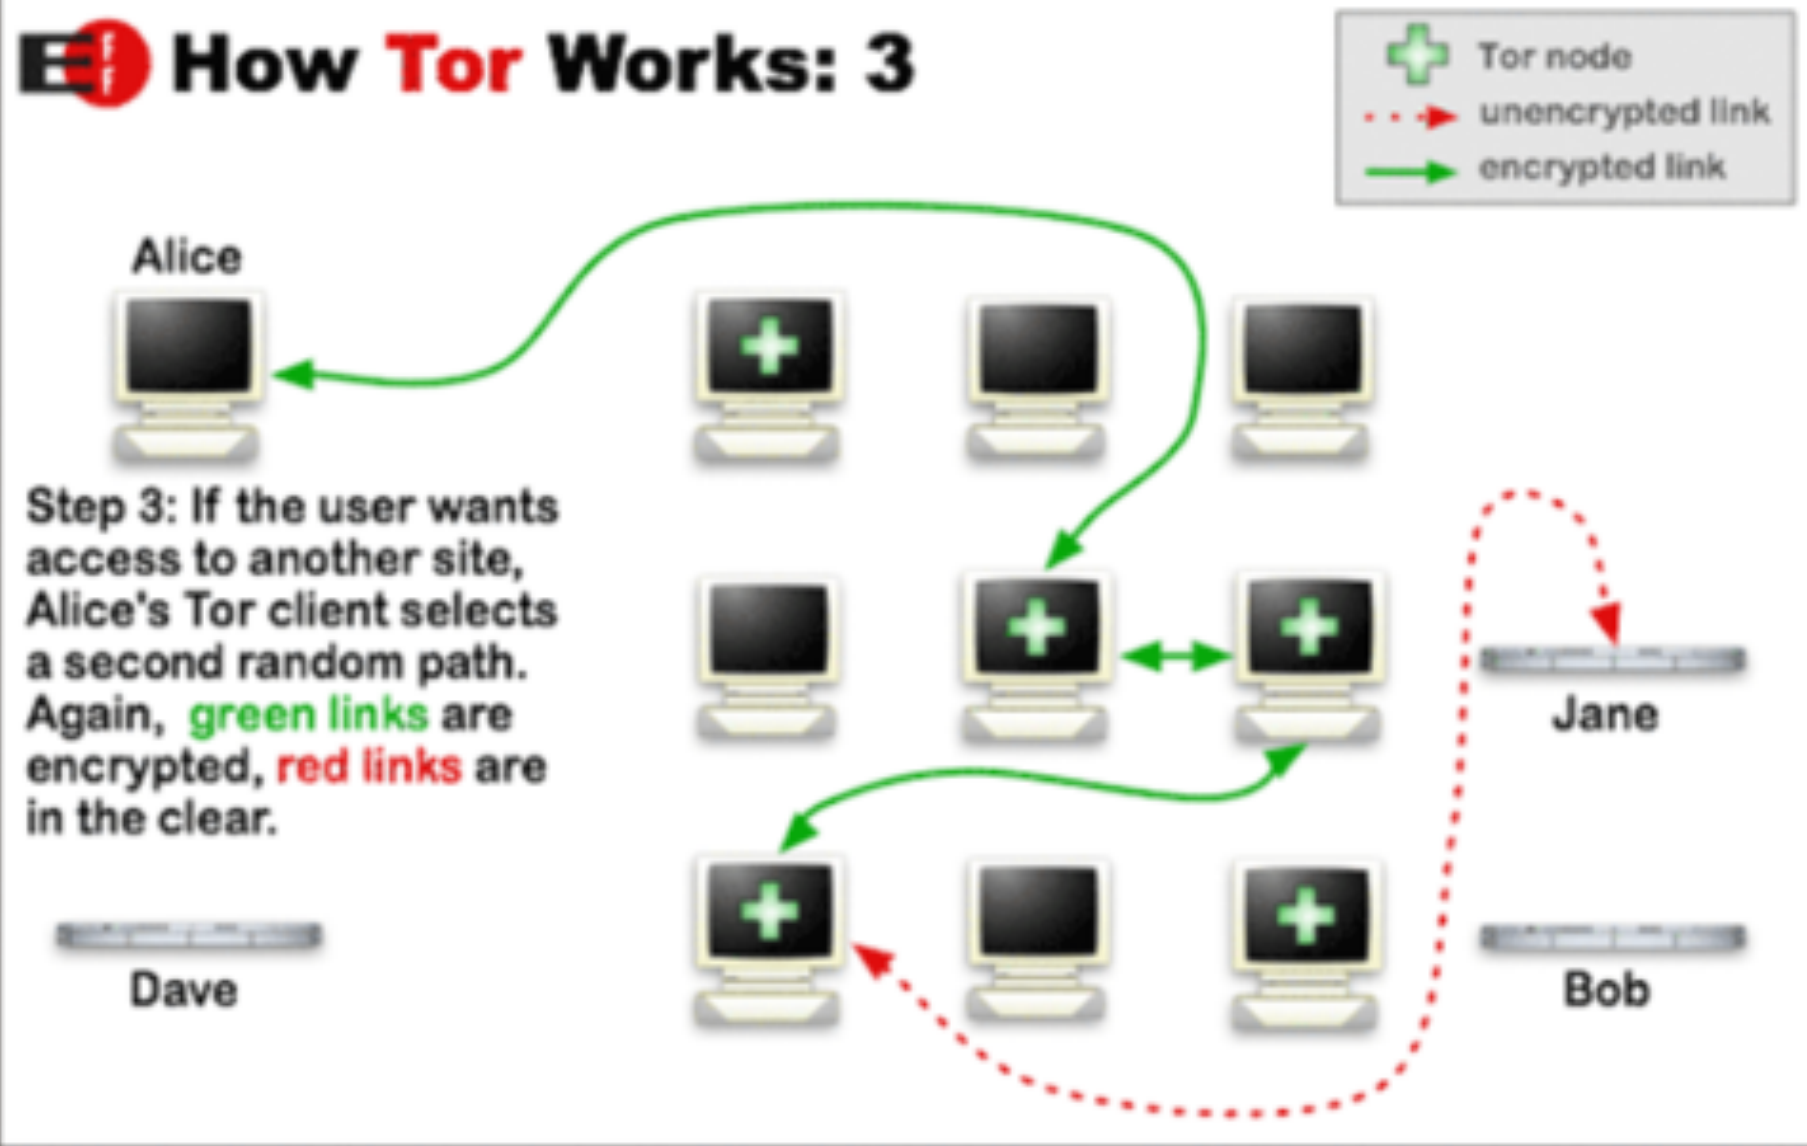 EFF How Tor Works: 3
Tor node
unencrypted link
encrypted link
Alice
Step 3: If the user wants
access to another site,
Alice's Tor client selects
a second random path.
Again, green links are
encrypted, red links are
in the clear.
Jane
Dave
Bob